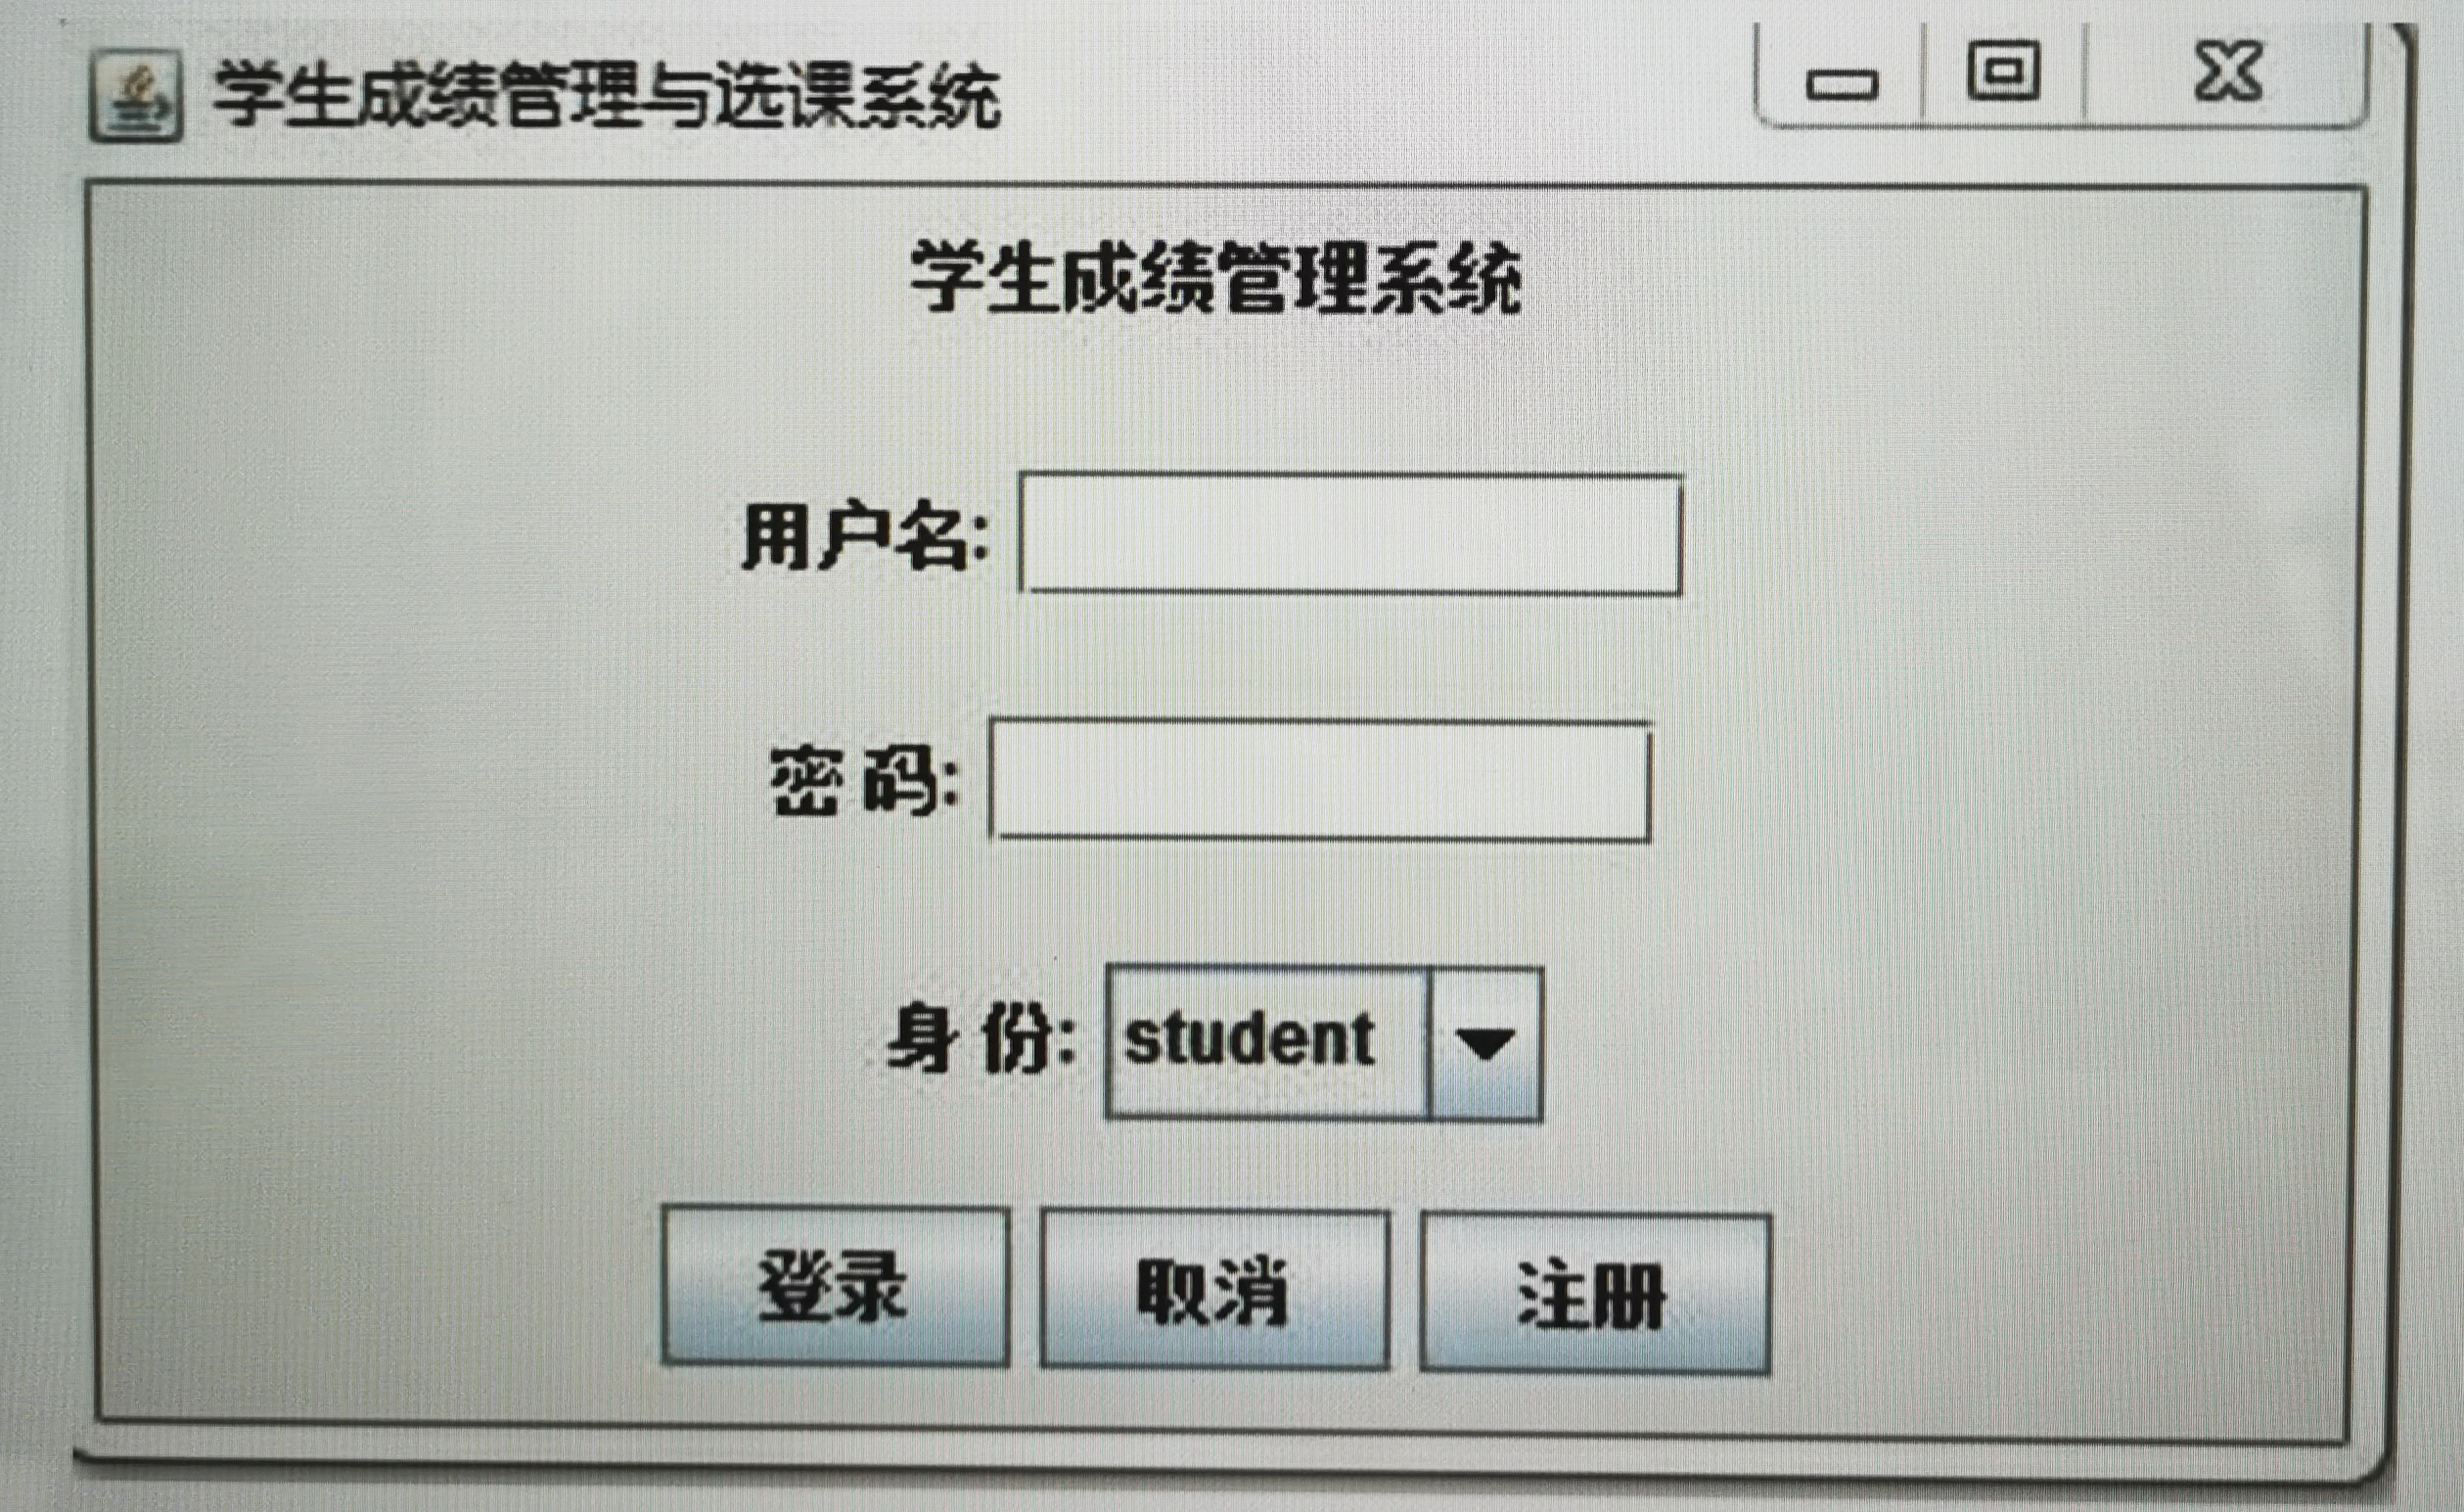 学生成绩管理与选课系统
学生成绩管理系统
用户名:
密 码:
身 份: student
登录 取消 注册